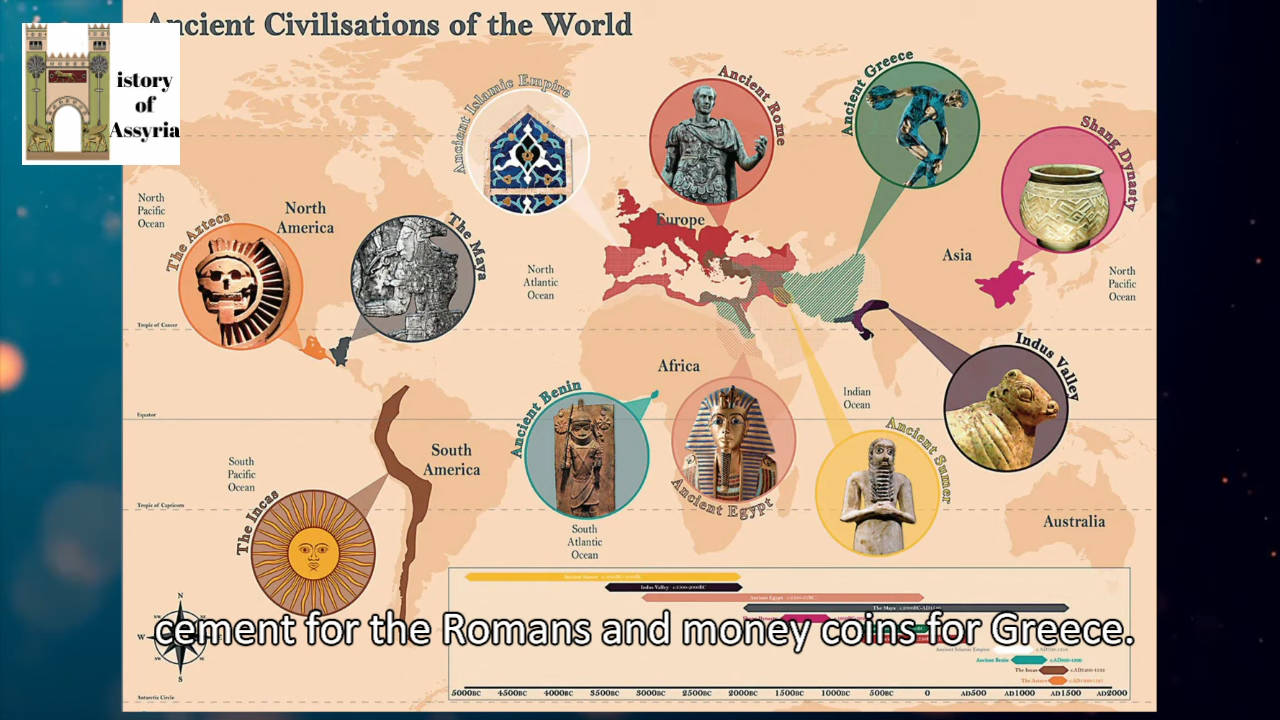 Ancient Civilisations of the World
istory
of
Assyria
Ancient Islamic Empire
Ancient Rome
Ancient Greece
Shang Dynasty
North
Pacific
Ocean
North
America
The Aztecs
The Maya
Europe
Asia
North
Atlantic
Ocean
North
Pacific
Ocean
Tropic of Cancer
Indus Valley
Africa
Indian
Ocean
Ancient Benin
Equator
South
America
Ancient Egypt
Ancient Sumer
South
Pacific
Ocean
The Incas
Tropic of Capricorn
South
Atlantic
Ocean
Australia
Indus Valley
Ancient Egypt
The Maya
N
W
S
cement for the Romans and money coins for Greece.
Ancient Islamic Empire
Ancient Benin
The Incas
The Aztecs
Antarctic Circle
5000BC 4500BC 4000BC 3500BC 3000BC 2500BC 2000BC 1500BC 1000BC 500BC 0 AD500 AD1000 AD1500 AD2000